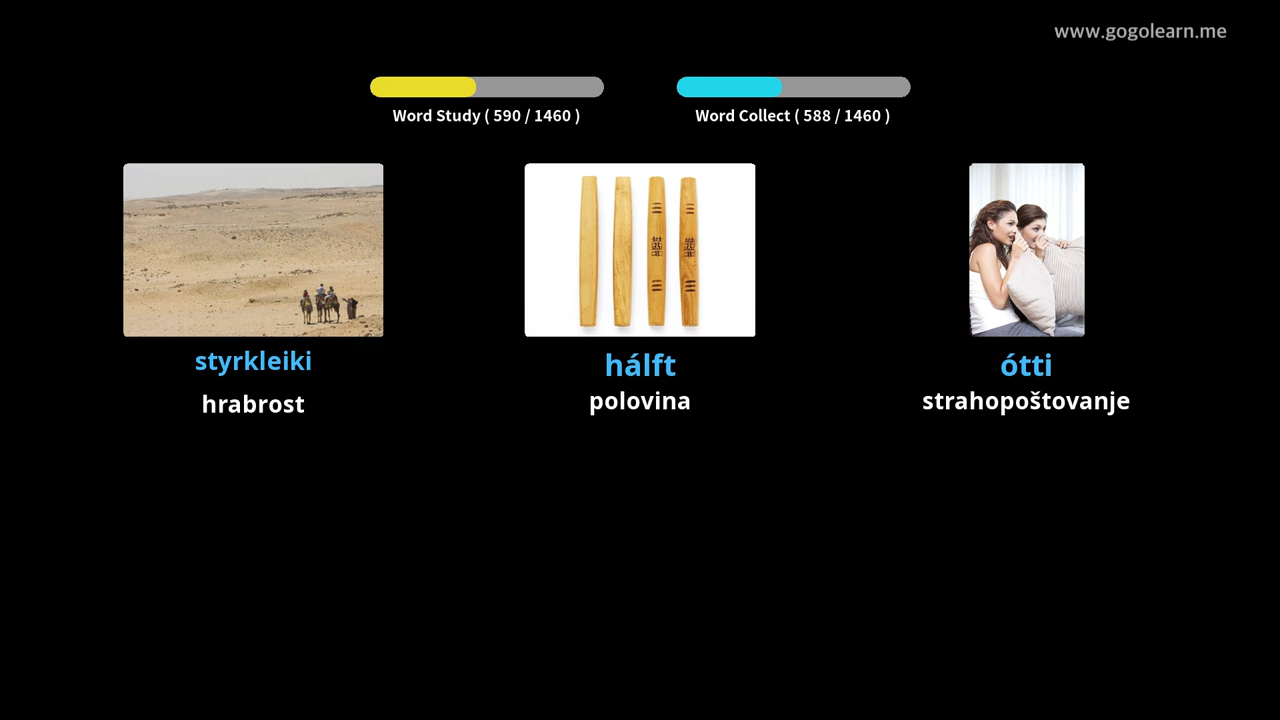 www.gogolearn.me
Word Study ( 590 / 1460 )
Word Collect ( 588 / 1460 )
styrkleiki
hálft
ótti
hrabrost
polovina
strahopoštovanje